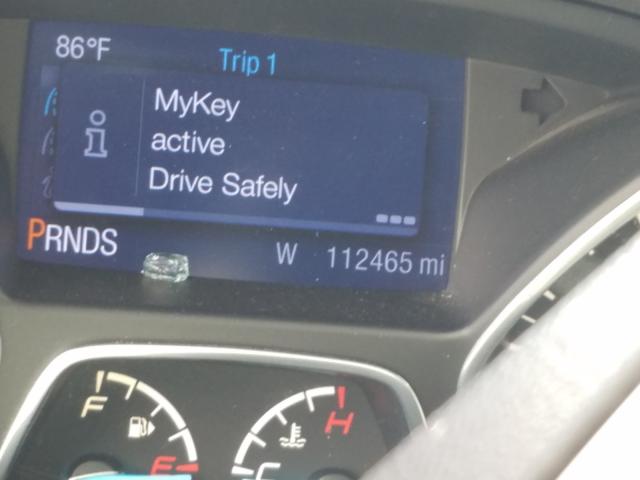 86°F
Trip 1
MyKey
active
Drive Safely
PRNDS
W 112465 mi
F
E
H
C